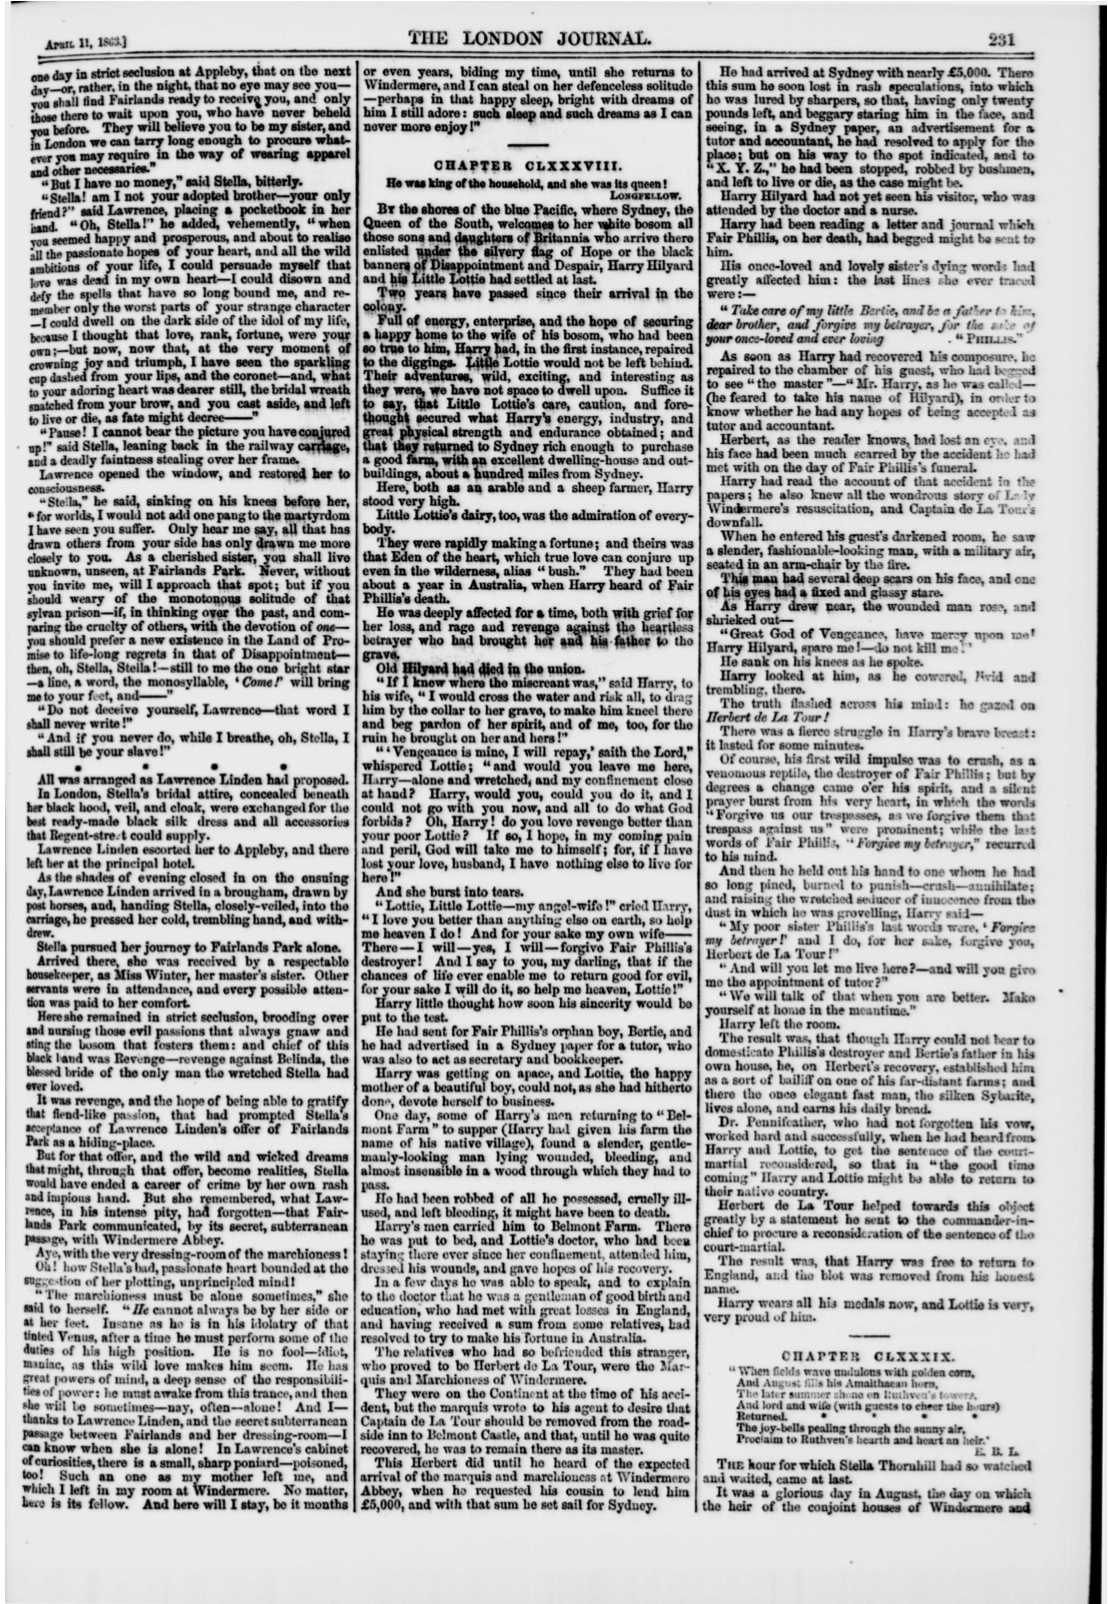 APRIL 11, 1863.]
THE LONDON JOURNAL.
231
one day in strict seclusion at Appleby, that on the next
day—or, rather, in the night, that no eye may see you—
you shall find Fairlands ready to receive you, and only
those there to wait upon you, who have never beheld
you before. They will believe you to be my sister, and
in London we can tarry long enough to procure what-
ever you may require in the way of wearing apparel
and other necessaries."
"But I have no money," said Stella, bitterly.
"Stella! am I not your adopted brother—your only
friend?" said Lawrence, placing a pocketbook in her
hand. "Oh, Stella!" he added, vehemently, "when
you seemed happy and prosperous, and about to realise
all the passionate hopes of your heart, and all the wild
ambitions of your life, I could persuade myself that
love was dead in my own heart—I could disown and
defy the spells that have so long bound me, and re-
member only the worst parts of your strange character
—I could dwell on the dark side of the idol of my life,
because I thought that love, rank, fortune, were your
own;—but now, now that, at the very moment of
crowning joy and triumph, I have seen the sparkling
cup dashed from your lips, and the coronet—and, what
to your adoring heart was dearer still, the bridal wreath
snatched from your brow, and you cast aside, and left
to live or die, as fate might decree——"
"Pause! I cannot bear the picture you have conjured
up!" said Stella, leaning back in the railway carriage,
and a deadly faintness stealing over her frame.
Lawrence opened the window, and restored her to
consciousness.
"Stella," he said, sinking on his knees before her,
"for worlds, I would not add one pang to the martyrdom
I have seen you suffer. Only hear me say, all that has
drawn others from your side has only drawn me more
closely to you. As a cherished sister, you shall live
unknown, unseen, at Fairlands Park. Never, without
you invite me, will I approach that spot; but if you
should weary of the monotonous solitude of that
sylvan prison—if, in thinking over the past, and com-
paring the cruelty of others, with the devotion of one—
you should prefer a new existence in the Land of Pro-
mise to life-long regrets in that of Disappointment—
then, oh, Stella, Stella!—still to me the one bright star
—a line, a word, the monosyllable, 'Come!' will bring
me to your feet, and——"
"Do not deceive yourself, Lawrence—that word I
shall never write!"
"And if you never do, while I breathe, oh, Stella, I
shall still be your slave!"
* * * *
All was arranged as Lawrence Linden had proposed.
In London, Stella's bridal attire, concealed beneath
her black hood, veil, and cloak, were exchanged for the
best ready-made black silk dress and all accessories
that Regent-street could supply.
Lawrence Linden escorted her to Appleby, and there
left her at the principal hotel.
As the shades of evening closed in on the ensuing
day, Lawrence Linden arrived in a brougham, drawn by
post horses, and, handing Stella, closely-veiled, into the
carriage, he pressed her cold, trembling hand, and with-
drew.
Stella pursued her journey to Fairlands Park alone.
Arrived there, she was received by a respectable
housekeeper, as Miss Winter, her master's sister. Other
servants were in attendance, and every possible atten-
tion was paid to her comfort.
Here she remained in strict seclusion, brooding over
and nursing those evil passions that always gnaw and
sting the bosom that fosters them: and chief of this
black band was Revenge—revenge against Belinda, the
blessed bride of the only man the wretched Stella had
ever loved.
It was revenge, and the hope of being able to gratify
that fiend-like passion, that had prompted Stella's
acceptance of Lawrence Linden's offer of Fairlands
Park as a hiding-place.
But for that offer, and the wild and wicked dreams
that might, through that offer, become realities, Stella
would have ended a career of crime by her own rash
and impious hand. But she remembered, what Law-
rence, in his intense pity, had forgotten—that Fair-
lands Park communicated, by its secret, subterranean
passage, with Windermere Abbey.
Aye, with the very dressing-room of the marchioness!
Oh! how Stella's bad, passionate heart bounded at the
suggestion of her plotting, unprincipled mind!
"The marchioness must be alone sometimes," she
said to herself. "He cannot always be by her side or
at her feet. Insane as he is in his idolatry of that
tinted Venus, after a time he must perform some of the
duties of his high position. He is no fool—idiot,
maniac, as this wild love makes him seem. He has
great powers of mind, a deep sense of the responsibili-
ties of power: he must awake from this trance, and then
she will be sometimes—nay, often—alone! And I—
thanks to Lawrence Linden, and the secret subterranean
passage between Fairlands and her dressing-room—I
can know when she is alone! In Lawrence's cabinet
of curiosities, there is a small, sharp poniard—poisoned,
too! Such an one as my mother left me, and
which I left in my room at Windermere. No matter,
here is its fellow. And here will I stay, be it months
or even years, biding my time, until she returns to
Windermere, and I can steal on her defenceless solitude
—perhaps in that happy sleep, bright with dreams of
him I still adore: such sleep and such dreams as I can
never more enjoy!"
CHAPTER CLXXXVIII.
He was king of the household, and she was its queen!
LONGFELLOW.
BY the shores of the blue Pacific, where Sydney, the
Queen of the South, welcomes to her white bosom all
those sons and daughters of Britannia who arrive there
enlisted under the silvery flag of Hope or the black
banners of Disappointment and Despair, Harry Hilyard
and his Little Lottie had settled at last.
Two years have passed since their arrival in the
colony.
Full of energy, enterprise, and the hope of securing
a happy home to the wife of his bosom, who had been
so true to him, Harry had, in the first instance, repaired
to the diggings. Little Lottie would not be left behind.
Their adventures, wild, exciting, and interesting as
they were, we have not space to dwell upon. Suffice it
to say, that Little Lottie's care, caution, and fore-
thought secured what Harry's energy, industry, and
great physical strength and endurance obtained; and
that they returned to Sydney rich enough to purchase
a good farm, with an excellent dwelling-house and out-
buildings, about a hundred miles from Sydney.
Here, both as an arable and a sheep farmer, Harry
stood very high.
Little Lottie's dairy, too, was the admiration of every-
body.
They were rapidly making a fortune; and theirs was
that Eden of the heart, which true love can conjure up
even in the wilderness, alias "bush." They had been
about a year in Australia, when Harry heard of Fair
Phillis's death.
He was deeply affected for a time, both with grief for
her loss, and rage and revenge against the heartless
betrayer who had brought her and his father to the
grave.
Old Hilyard had died in the union.
"If I knew where the miscreant was," said Harry, to
his wife, "I would cross the water and risk all, to drag
him by the collar to her grave, to make him kneel there
and beg pardon of her spirit, and of me, too, for the
ruin he brought on her and hers!"
"'Vengeance is mine, I will repay,' saith the Lord,"
whispered Lottie; "and would you leave me here,
Harry—alone and wretched, and my confinement close
at hand? Harry, would you, could you do it, and I
could not go with you now, and all to do what God
forbids? Oh, Harry! do you love revenge better than
your poor Lottie? If so, I hope, in my coming pain
and peril, God will take me to himself; for, if I have
lost your love, husband, I have nothing else to live for
here!"
And she burst into tears.
"Lottie, Little Lottie—my angel-wife!" cried Harry,
"I love you better than anything else on earth, so help
me heaven I do! And for your sake my own wife——
There—I will—yes, I will—forgive Fair Phillis's
destroyer! And I say to you, my darling, that if the
chances of life ever enable me to return good for evil,
for your sake I will do it, so help me heaven, Lottie!"
Harry little thought how soon his sincerity would be
put to the test.
He had sent for Fair Phillis's orphan boy, Bertie, and
he had advertised in a Sydney paper for a tutor, who
was also to act as secretary and bookkeeper.
Harry was getting on apace, and Lottie, the happy
mother of a beautiful boy, could not, as she had hitherto
done, devote herself to business.
One day, some of Harry's men returning to "Bel-
mont Farm" to supper (Harry had given his farm the
name of his native village), found a slender, gentle-
manly-looking man lying wounded, bleeding, and
almost insensible in a wood through which they had to
pass.
He had been robbed of all he possessed, cruelly ill-
used, and left bleeding, it might have been to death.
Harry's men carried him to Belmont Farm. There
he was put to bed, and Lottie's doctor, who had been
staying there ever since her confinement, attended him,
dressed his wounds, and gave hopes of his recovery.
In a few days he was able to speak, and to explain
to the doctor that he was a gentleman of good birth and
education, who had met with great losses in England,
and having received a sum from some relatives, had
resolved to try to make his fortune in Australia.
The relatives who had so befriended this stranger,
who proved to be Herbert de La Tour, were the Mar-
quis and Marchioness of Windermere.
They were on the Continent at the time of his acci-
dent, but the marquis wrote to his agent to desire that
Captain de La Tour should be removed from the road-
side inn to Belmont Castle, and that, until he was quite
recovered, he was to remain there as its master.
This Herbert did until he heard of the expected
arrival of the marquis and marchioness at Windermere
Abbey, when he requested his cousin to lend him
£5,000, and with that sum he set sail for Sydney.
He had arrived at Sydney with nearly £5,000. There
this sum he soon lost in rash speculations, into which
he was lured by sharpers, so that, having only twenty
pounds left, and beggary staring him in the face, and
seeing, in a Sydney paper, an advertisement for a
tutor and accountant, he had resolved to apply for the
place; but on his way to the spot indicated, and to
"X. Y. Z.," he had been stopped, robbed by bushmen,
and left to live or die, as the case might be.
Harry Hilyard had not yet seen his visitor, who was
attended by the doctor and a nurse.
Harry had been reading a letter and journal which
Fair Phillis, on her death, had begged might be sent to
him.
His once-loved and lovely sister's dying words had
greatly affected him: the last lines she ever traced
were:—
"Take care of my little Bertie, and be a father to him,
dear brother, and forgive my betrayer, for the sake of
your once-loved and ever loving . "PHILLIS."
As soon as Harry had recovered his composure, he
repaired to the chamber of his guest, who had begged
to see "the master"—"Mr. Harry, as he was called—
(he feared to take his name of Hilyard), in order to
know whether he had any hopes of being accepted as
tutor and accountant.
Herbert, as the reader knows, had lost an eye, and
his face had been much scarred by the accident he had
met with on the day of Fair Phillis's funeral.
Harry had read the account of that accident in the
papers; he also knew all the wondrous story of Lady
Windermere's resuscitation, and Captain de La Tour's
downfall.
When he entered his guest's darkened room, he saw
a slender, fashionable-looking man, with a military air,
seated in an arm-chair by the fire.
This man had several deep scars on his face, and one
of his eyes had a fixed and glassy stare.
As Harry drew near, the wounded man rose, and
shrieked out—
"Great God of Vengeance, have mercy upon me!
Harry Hilyard, spare me!—do not kill me!"
He sank on his knees as he spoke.
Harry looked at him, as he cowered, livid and
trembling, there.
The truth flashed across his mind: he gazed on
Herbert de La Tour!
There was a fierce struggle in Harry's brave breast:
it lasted for some minutes.
Of course, his first wild impulse was to crush, as a
venomous reptile, the destroyer of Fair Phillis; but by
degrees a change came o'er his spirit, and a silent
prayer burst from his very heart, in which the words
"Forgive us our trespasses, as we forgive them that
trespass against us" were prominent; while the last
words of Fair Phillis, "Forgive my betrayer," recurred
to his mind.
And then he held out his hand to one whom he had
so long pined, burned to punish—crush—annihilate;
and raising the wretched seducer of innocence from the
dust in which he was grovelling, Harry said—
"My poor sister Phillis's last words were, 'Forgive
my betrayer!' and I do, for her sake, forgive you,
Herbert de La Tour!"
"And will you let me live here?—and will you give
me the appointment of tutor?"
"We will talk of that when you are better. Make
yourself at home in the meantime."
Harry left the room.
The result was, that though Harry could not bear to
domesticate Phillis's destroyer and Bertie's father in his
own house, he, on Herbert's recovery, established him
as a sort of bailiff on one of his far-distant farms; and
there the once elegant fast man, the silken Sybarite,
lives alone, and earns his daily bread.
Dr. Pennifeather, who had not forgotten his vow,
worked hard and successfully, when he had heard from
Harry and Lottie, to get the sentence of the court-
martial reconsidered, so that in "the good time
coming" Harry and Lottie might be able to return to
their native country.
Herbert de La Tour helped towards this object
greatly by a statement he sent to the commander-in-
chief to procure a reconsideration of the sentence of the
court-martial.
The result was, that Harry was free to return to
England, and the blot was removed from his honest
name.
Harry wears all his medals now, and Lottie is very,
very proud of him.
CHAPTER CLXXXIX.
"When fields wave undulous with golden corn,
And August fills his Amalthaean horn,
The later summer shone on Ruthven's towers,
And lord and wife (with guests to cheer the hours)
Returned. * * * *
The joy-bells pealing through the sunny air,
Proclaim to Ruthven's hearth and heart an heir.'
E. B. L.
THE hour for which Stella Thornhill had so watched
and waited, came at last.
It was a glorious day in August, the day on which
the heir of the conjoint houses of Windermere and